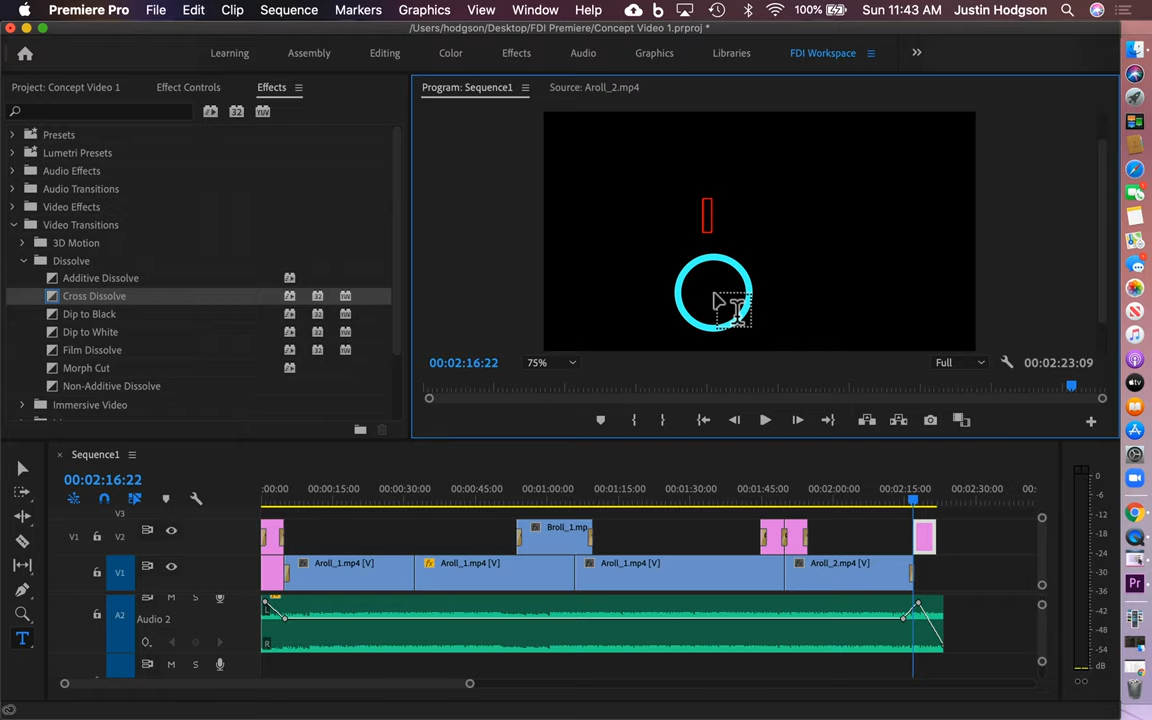 Premiere Pro File Edit Clip Sequence Markers Graphics View Window Help 100% Sun 11:43 AM Justin Hodgson
/Users/hodgson/Desktop/FDI Premiere/Concept Video 1.prproj *
Learning Assembly Editing Color Effects Audio Graphics Libraries FDI Workspace
Project: Concept Video 1 Effect Controls Effects
Program: Sequence1 Source: Aroll_2.mp4
32 YUV
Presets
Lumetri Presets
Audio Effects
Audio Transitions
Video Effects
Video Transitions
3D Motion
Dissolve
Additive Dissolve
Cross Dissolve
Dip to Black
Dip to White
Film Dissolve
Morph Cut
Non-Additive Dissolve
Immersive Video
00:02:16:22 75% Full 00:02:23:09
Sequence1
00:02:16:22
:00:00 00:00:15:00 00:00:30:00 00:00:45:00 00:01:00:00 00:01:15:00 00:01:30:00 00:01:45:00 00:02:00:00 00:02:15:00 00:02:30:00 00:
V3
V1 V2 Broll_1.mp
V1 Aroll_1.mp4 [V] Aroll_1.mp4 [V] Aroll_1.mp4 [V] Aroll_2.mp4 [V]
A2 M S L
Audio 2
R
M S
0
-6
-12
-18
-24
-30
-36
-42
-48
-54
dB
Pr